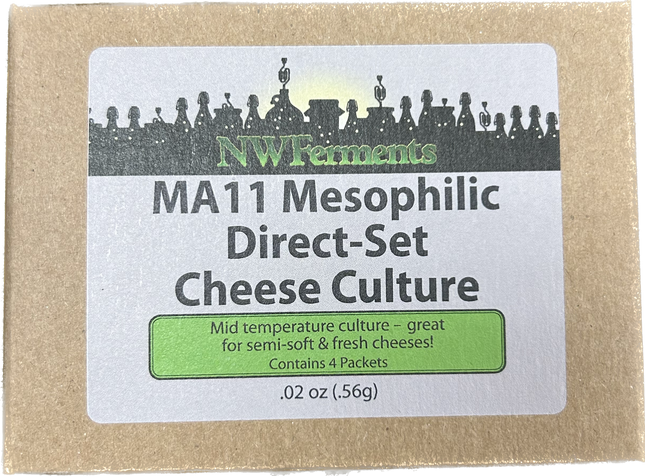 NWFerments
MA11 Mesophilic
Direct-Set
Cheese Culture
Mid temperature culture – great
for semi-soft & fresh cheeses!
Contains 4 Packets
.02 oz (.56g)